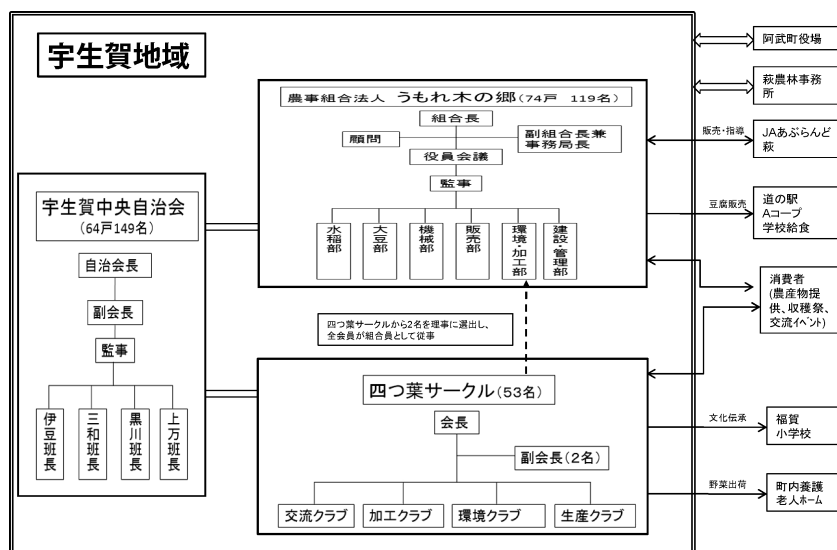 宇生賀地域
農事組合法人 うもれ木の郷(74戸 119名)
組合長
顧問
副組合長兼
事務局長
役員会議
監事
水稲部
大豆部
機械部
販売部
環境・加工部
建設・管理部
宇生賀中央自治会
(64戸149名)
自治会長
副会長
監事
伊豆班長
三和班長
黒川班長
上万班長
四つ葉サークルから2名を理事に選出し、
全会員が組合員として従事
四つ葉サークル(53名)
会長
副会長(2名)
交流クラブ
加工クラブ
環境クラブ
生産クラブ
阿武町役場
萩農林事務
所
販売・指導
JAあぶらんど
萩
豆腐販売
道の駅
Aコープ
学校給食
消費者
(農産物提
供、収穫祭、
交流イベント)
文化伝承
福賀
小学校
野菜出荷
町内養護
老人ホーム